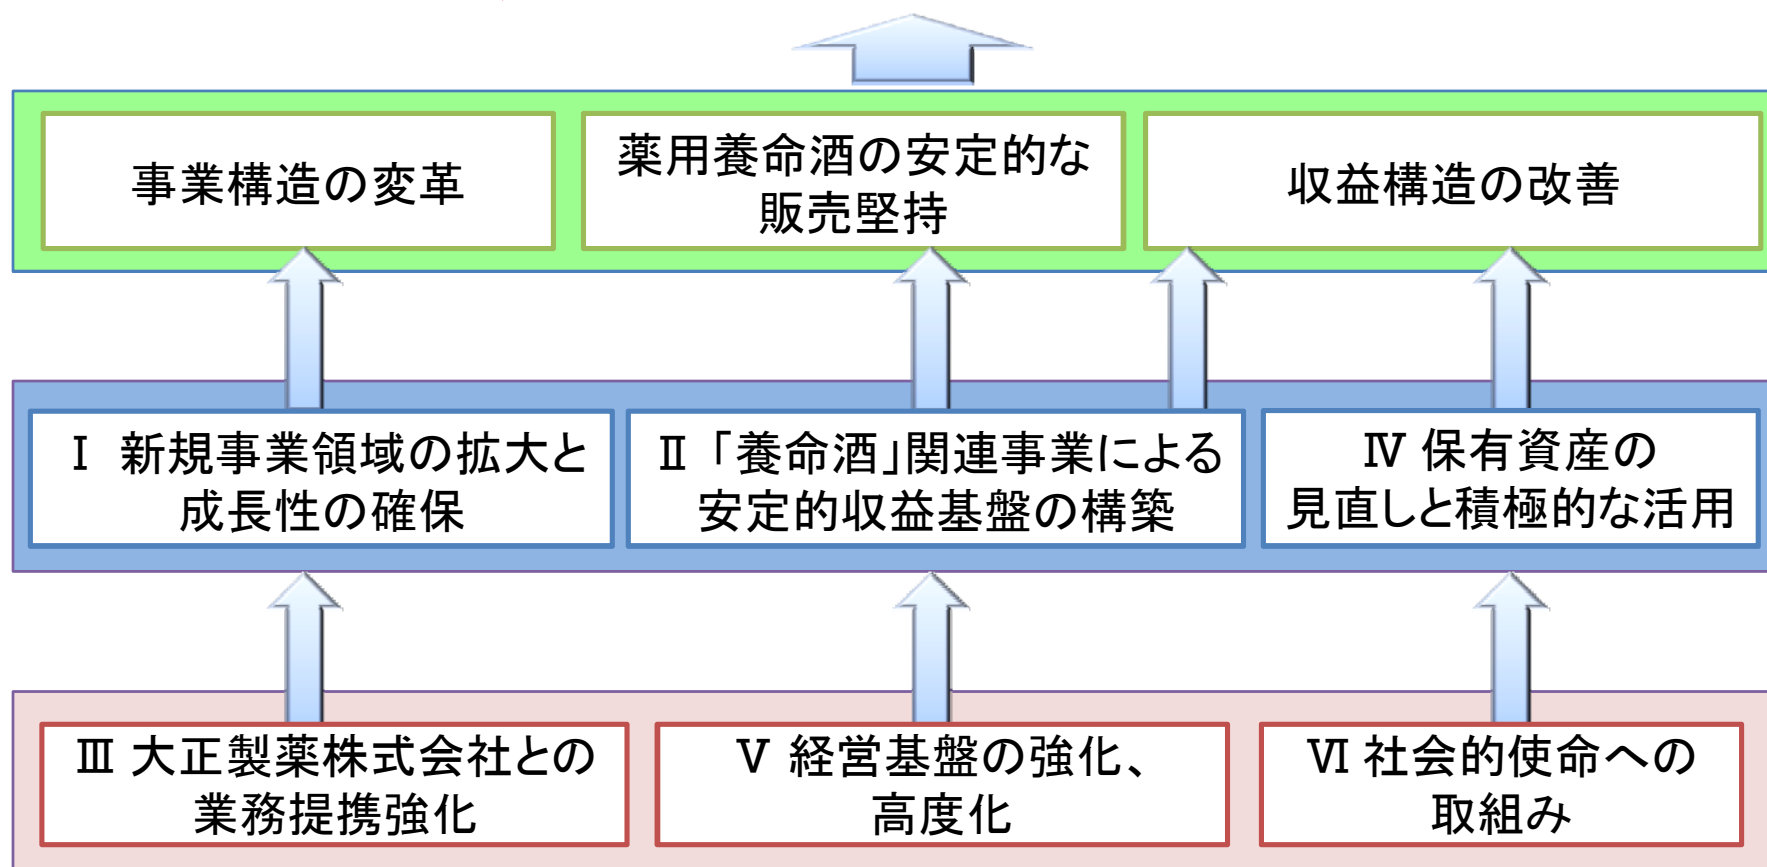 事業構造の変革
薬用養命酒の安定的な
販売堅持
収益構造の改善
Ⅰ 新規事業領域の拡大と
成長性の確保
Ⅱ「養命酒」関連事業による
安定的収益基盤の構築
Ⅳ 保有資産の
見直しと積極的な活用
Ⅲ 大正製薬株式会社との
業務提携強化
Ⅴ 経営基盤の強化、
高度化
Ⅵ 社会的使命への
取組み